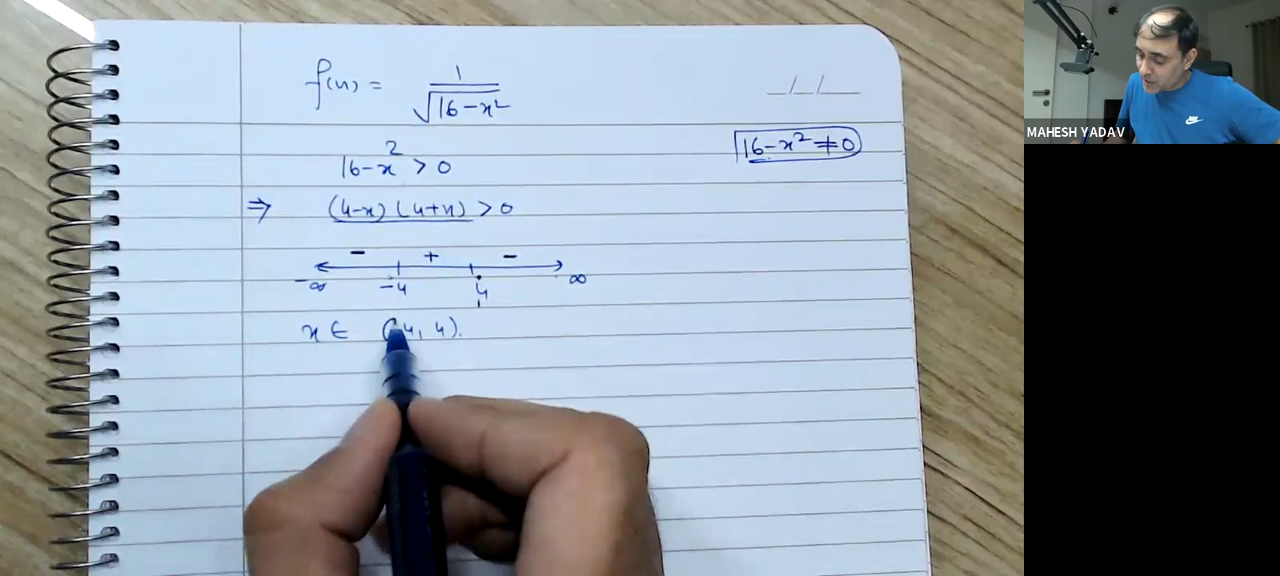 f(x) = 1/√(16-x²)
_/_/_
16-x² > 0
16-x² ≠ 0
⇒ (4-x)(4+x) > 0
- + -
-∞ -4 4 ∞
x ∈ (-4, 4).
MAHESH YADAV